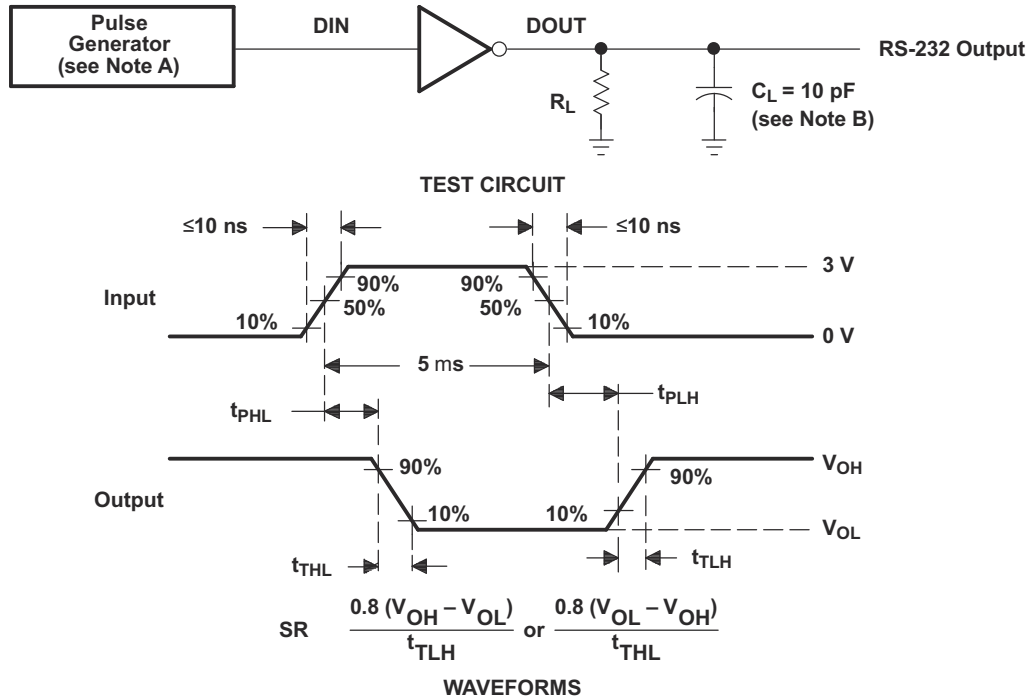 Pulse
Generator
(see Note A)
DIN
DOUT
RS-232 Output
RL
CL = 10 pF
(see Note B)
TEST CIRCUIT
≤10 ns
≤10 ns
3 V
90%
90%
Input
50%
50%
10%
10%
0 V
5 ms
tPHL
tPLH
VOH
90%
90%
Output
10%
10%
VOL
tTHL
tTLH
SR 0.8 (VOH – VOL) / tTLH or 0.8 (VOL – VOH) / tTHL
WAVEFORMS